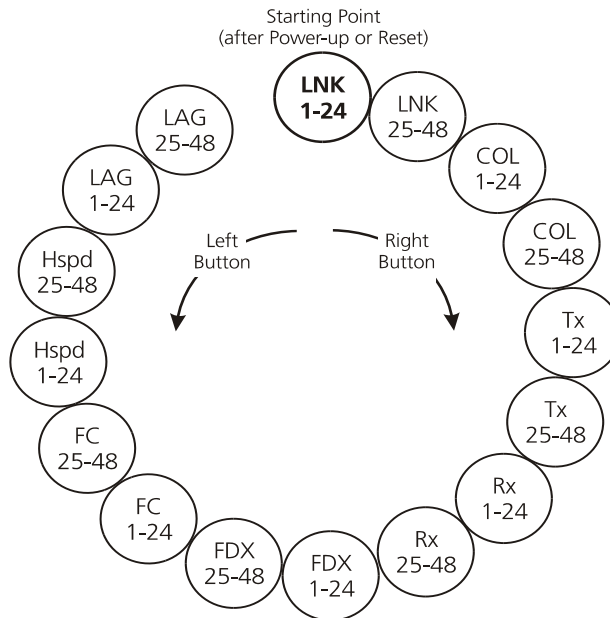 Starting Point
(after Power-up or Reset)
LNK
1-24
LNK
25-48
COL
1-24
COL
25-48
Tx
1-24
Tx
25-48
Rx
1-24
Rx
25-48
FDX
1-24
FDX
25-48
FC
1-24
FC
25-48
Hspd
1-24
Hspd
25-48
LAG
1-24
LAG
25-48
Left
Button
Right
Button